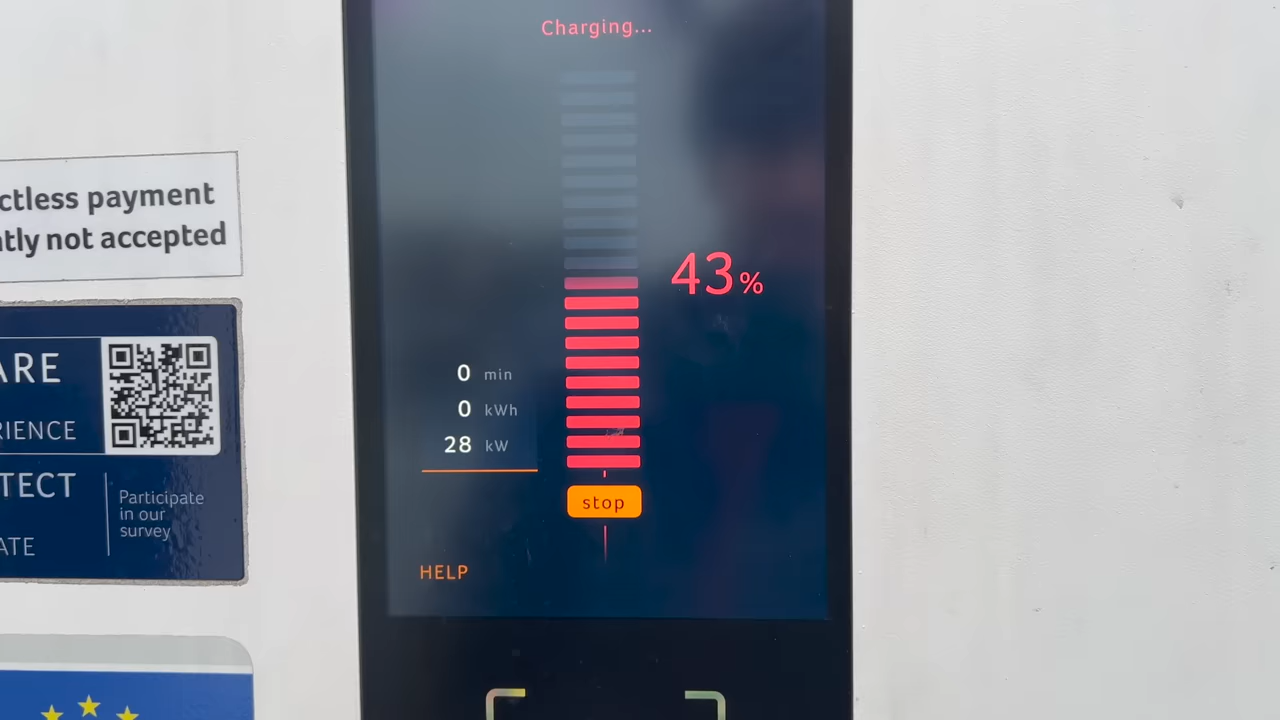 Charging...
43%
0 min
0 kWh
28 kW
stop
HELP
ctless payment
tly not accepted
ARE
RIENCE
TECT
ATE
Participate
in our
survey